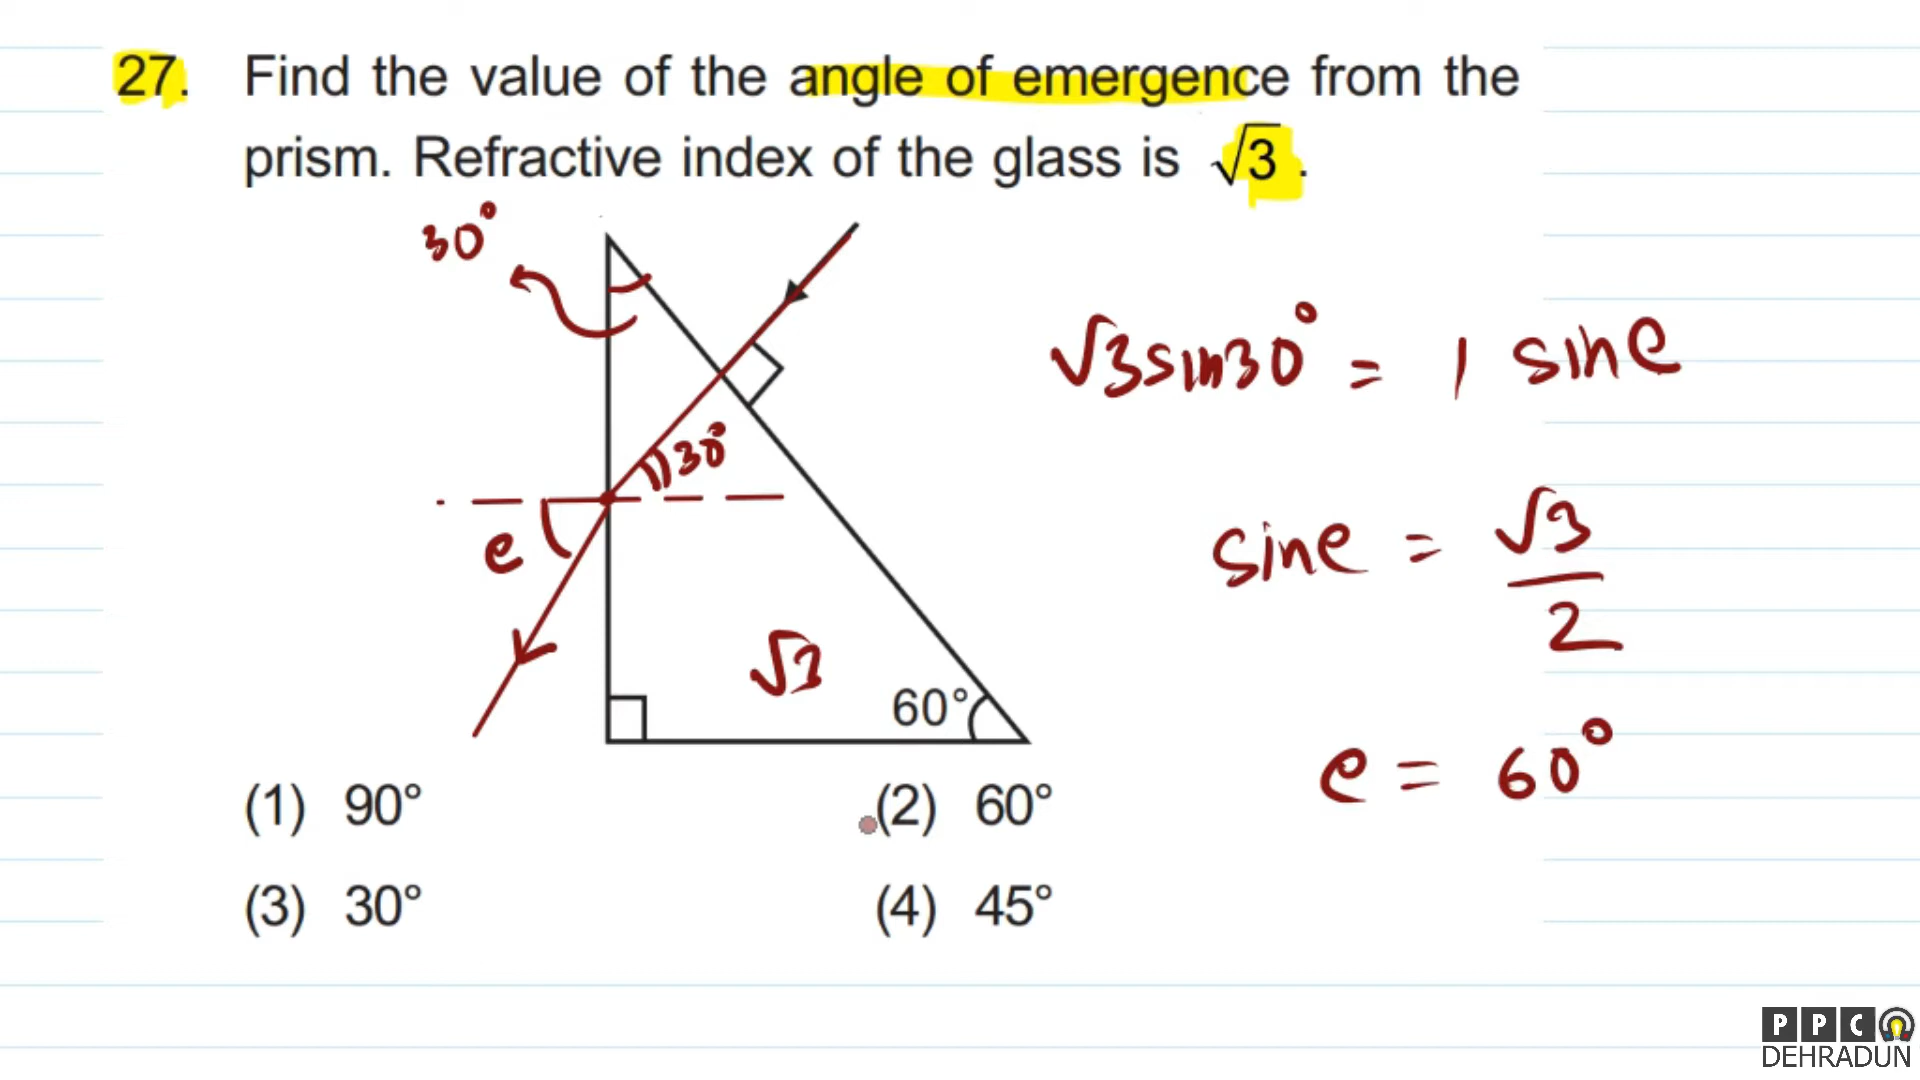 27. Find the value of the angle of emergence from the
prism. Refractive index of the glass is √3.
30°
√3 sin30° = 1 sin e
30°
e
sin e = √3/2
√3
60°
e = 60°
(1) 90° (2) 60°
(3) 30° (4) 45°
PPC
DEHRADUN